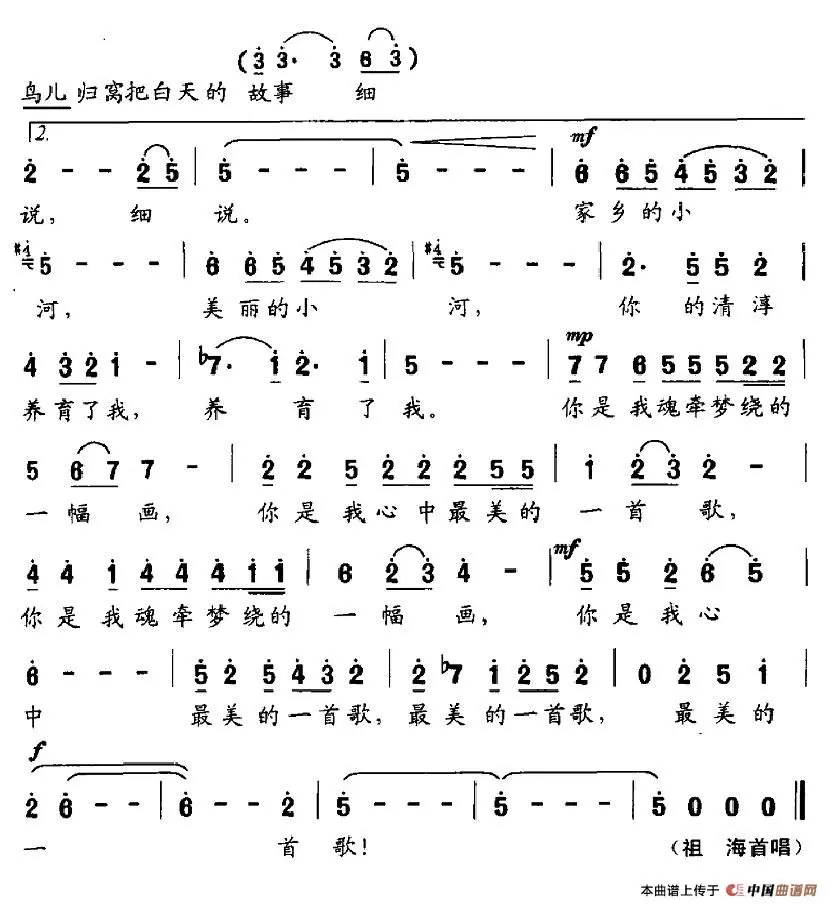 (3 3· 3 6 3)
鸟儿归窝把白天的 故事 细
2.
mf
2 - - 2 5 | 5 - - - | 5 - - - | 6 6 5 4 5 3 2 |
说, 细 说。 家乡的小
#4 5 - - - | 6 6 5 4 5 3 2 | #4 5 - - - | 2· 5 5 2 |
河, 美丽的小 河, 你 的清淳
mp
4 3 2 1 - | ♭7· 1 2· 1 | 5 - - - | 7 7 6 5 5 5 2 2 |
养育了我, 养 育 了 我。 你是我魂牵梦绕的
5 6 7 7 - | 2 2 5 2 2 2 5 5 | 1 2 3 2 - |
一幅 画, 你是我心中最美的 一首 歌,
mf
4 4 1 4 4 4 1 1 | 6 2 3 4 - | 5 5 2 6 5 |
你是我魂牵梦绕的 一幅 画, 你是我心
6 - - - | 5 2 5 4 3 2 | 2 ♭7 1 2 5 2 | 0 2 5 1 |
中 最美的一首歌, 最美的一首歌, 最美的
f
2 6 - - | 6 - - 2 | 5 - - - | 5 - - - | 5 0 0 0 ‖
一 首 歌! (祖 海首唱)
本曲谱上传于 中国曲谱网